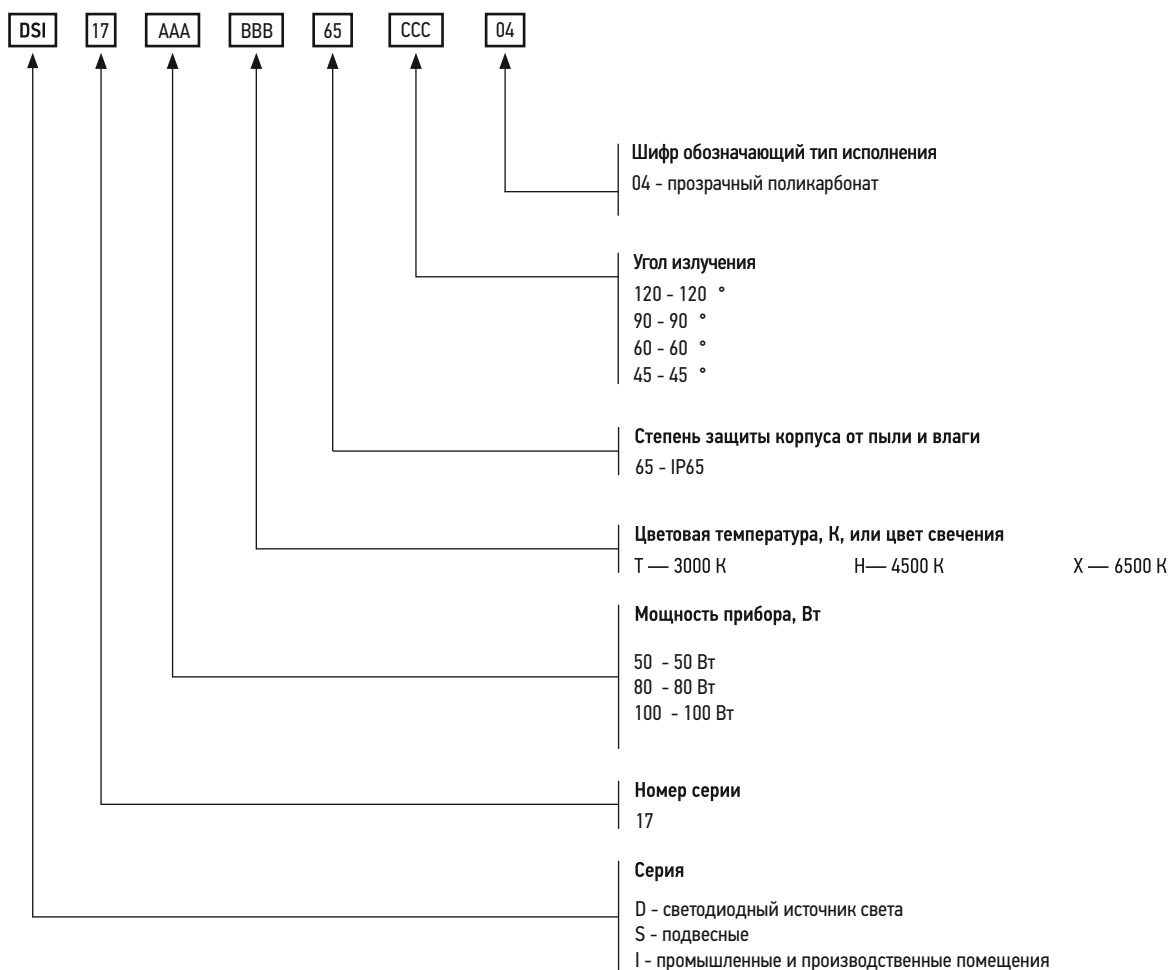 DSI 17 AAA BBB 65 CCC 04
Шифр обозначающий тип исполнения
04 - прозрачный поликарбонат
Угол излучения
120 - 120 °
90 - 90 °
60 - 60 °
45 - 45 °
Степень защиты корпуса от пыли и влаги
65 - IP65
Цветовая температура, К, или цвет свечения
Т — 3000 К Н— 4500 К Х — 6500 К
Мощность прибора, Вт
50 - 50 Вт
80 - 80 Вт
100 - 100 Вт
Номер серии
17
Серия
D - светодиодный источник света
S - подвесные
I - промышленные и производственные помещения